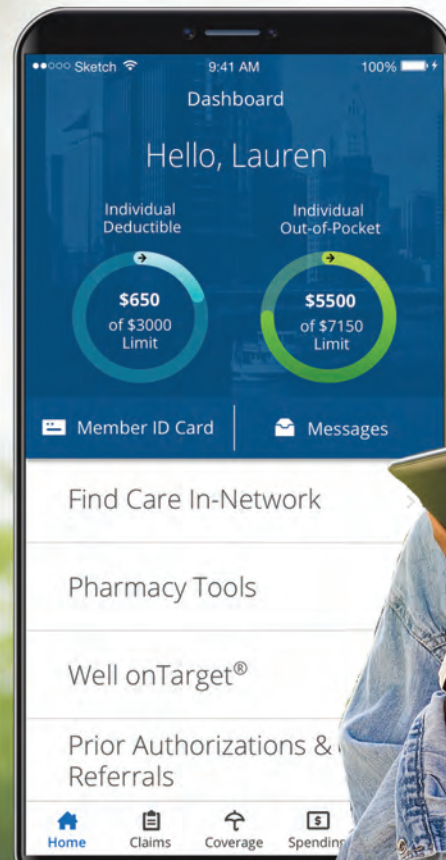 Sketch 9:41 AM 100%
Dashboard
Hello, Lauren
Individual Individual
Deductible Out-of-Pocket
$650 $5500
of $3000 of $7150
Limit Limit
Member ID Card Messages
Find Care In-Network
Pharmacy Tools
Well onTarget®
Prior Authorizations &
Referrals
Home Claims Coverage Spending